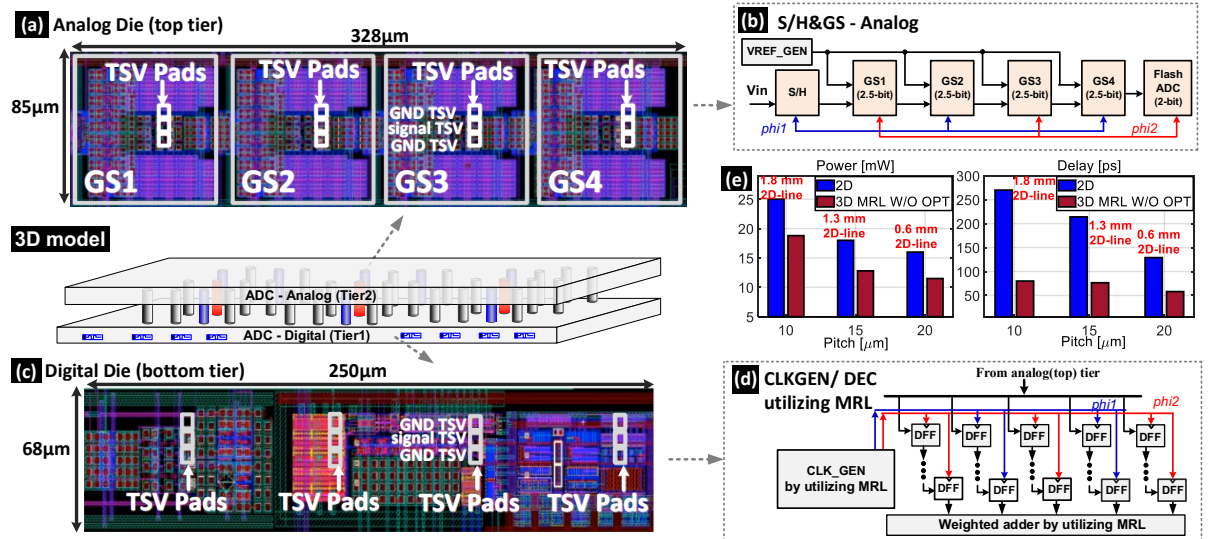 (a) Analog Die (top tier)
328µm
85µm
TSV Pads
TSV Pads
TSV Pads
TSV Pads
GND TSV
signal TSV
GND TSV
GS1
GS2
GS3
GS4
3D model
ADC - Analog (Tier2)
ADC - Digital (Tier1)
(c) Digital Die (bottom tier)
250µm
68µm
GND TSV
signal TSV
GND TSV
TSV Pads
TSV Pads
TSV Pads
TSV Pads
(b) S/H&GS - Analog
VREF_GEN
Vin
S/H
GS1
(2.5-bit)
GS2
(2.5-bit)
GS3
(2.5-bit)
GS4
(2.5-bit)
Flash
ADC
(2-bit)
phi1
phi2
(e)
Power [mW]
1.8 mm
2D-line
2D
3D MRL W/O OPT
1.3 mm
2D-line
0.6 mm
2D-line
25
20
15
10
5
10 15 20
Pitch [µm]
Delay [ps]
1.8 mm
2D-line
2D
3D MRL W/O OPT
1.3 mm
2D-line
0.6 mm
2D-line
300
250
200
150
100
50
10 15 20
Pitch [µm]
(d) CLKGEN/ DEC
utilizing MRL
From analog(top) tier
phi1
phi2
DFF DFF DFF DFF DFF
DFF DFF DFF DFF DFF
CLK_GEN
by utilizing MRL
Weighted adder by utilizing MRL